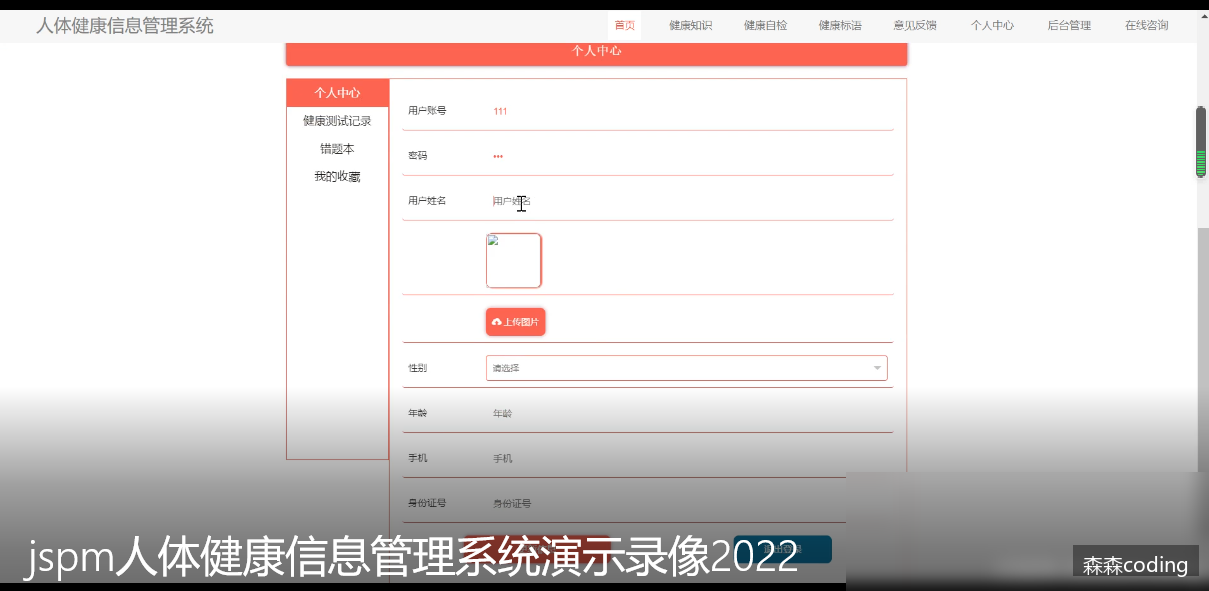 人体健康信息管理系统
首页 健康知识 健康自检 健康标语 意见反馈 个人中心 后台管理 在线咨询
个人中心
个人中心
健康测试记录
错题本
我的收藏
用户账号 111
密码 •••
用户姓名 用户姓名
上传图片
性别 请选择
年龄 年龄
手机 手机
身份证号 身份证号
jspm人体健康信息管理系统演示录像2022
森森coding